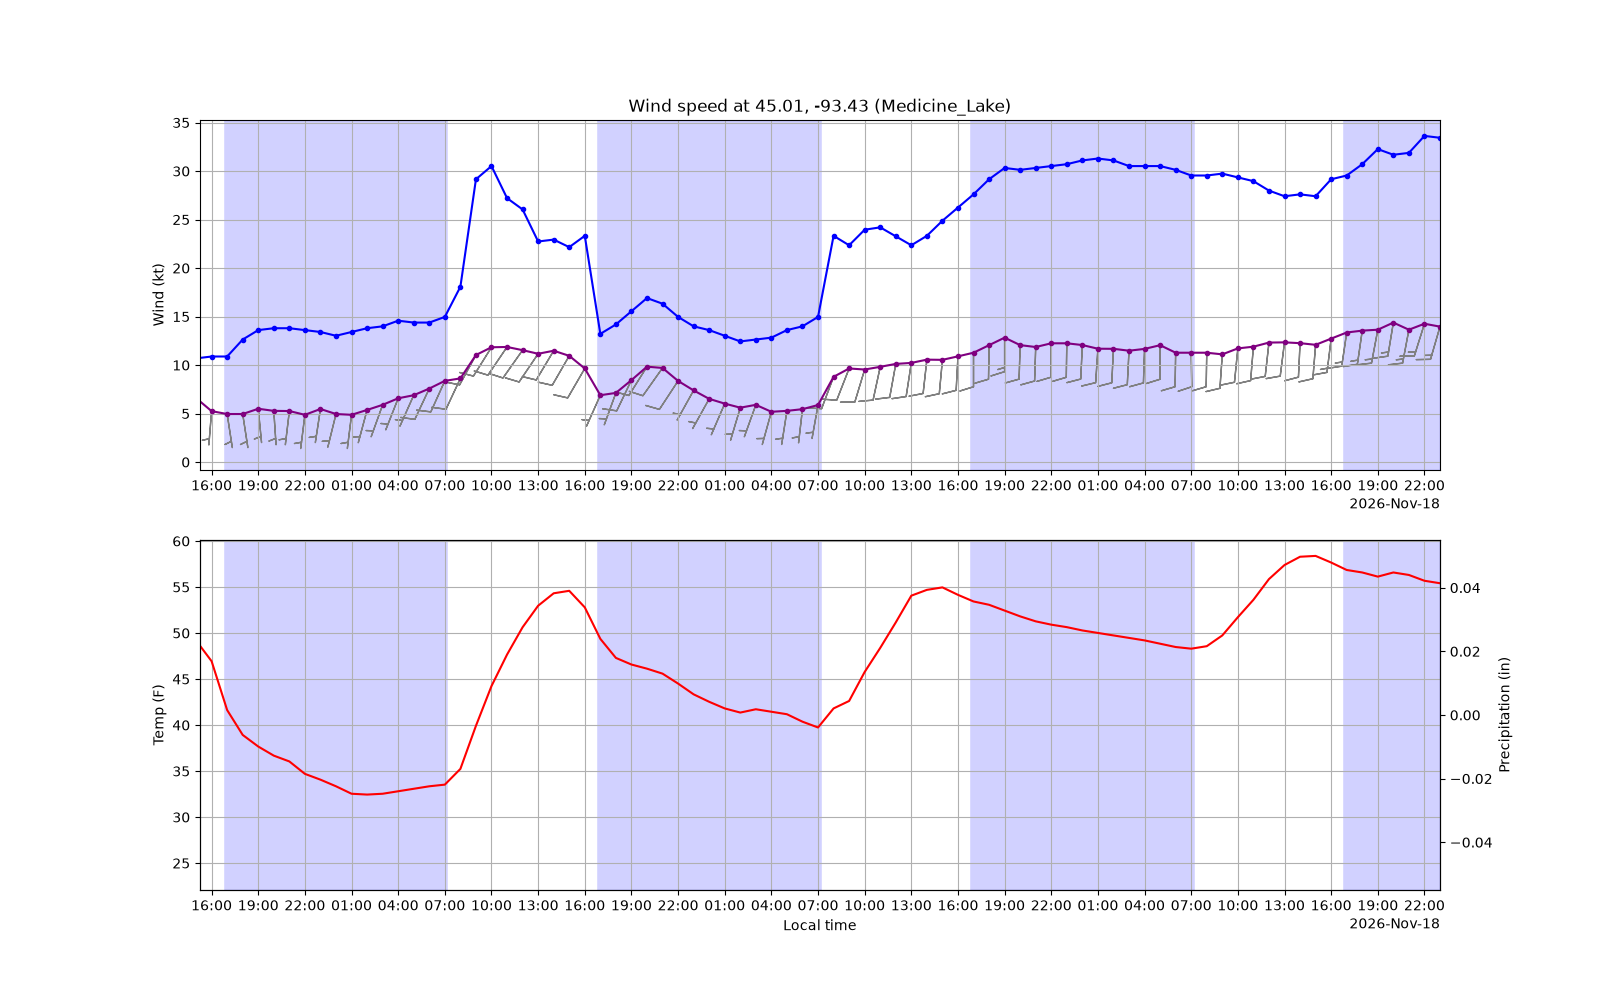 Wind speed at 45.01, -93.43 (Medicine_Lake)
35
30
25
20
15
10
5
0
Wind (kt)
16:00 19:00 22:00 01:00 04:00 07:00 10:00 13:00 16:00 19:00 22:00 01:00 04:00 07:00 10:00 13:00 16:00 19:00 22:00 01:00 04:00 07:00 10:00 13:00 16:00 19:00 22:00
2026-Nov-18
60
55
50
45
40
35
30
25
Temp (F)
0.04
0.02
0.00
−0.02
−0.04
Precipitation (in)
16:00 19:00 22:00 01:00 04:00 07:00 10:00 13:00 16:00 19:00 22:00 01:00 04:00 07:00 10:00 13:00 16:00 19:00 22:00 01:00 04:00 07:00 10:00 13:00 16:00 19:00 22:00
2026-Nov-18
Local time